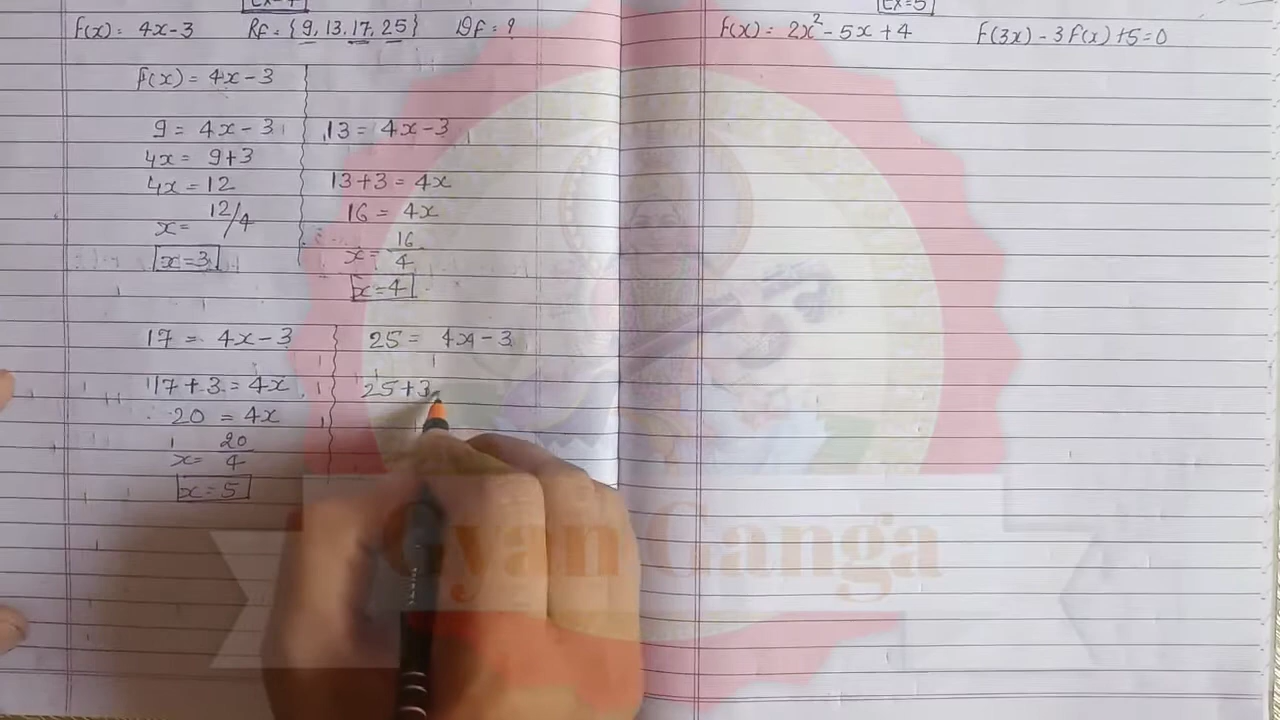 f(x) = 4x-3 Rf = {9, 13, 17, 25} Df = ?
f(x) = 4x-3
9 = 4x-3
4x = 9+3
4x = 12
x = 12/4
x=3
13 = 4x-3
13+3 = 4x
16 = 4x
x = 16/4
x=4
17 = 4x-3
17+3 = 4x
20 = 4x
x = 20/4
x=5
25 = 4x-3
25+3
Ex=5
f(x) = 2x²-5x+4 f(3x)-3f(x)+5=0
Gyan Ganga